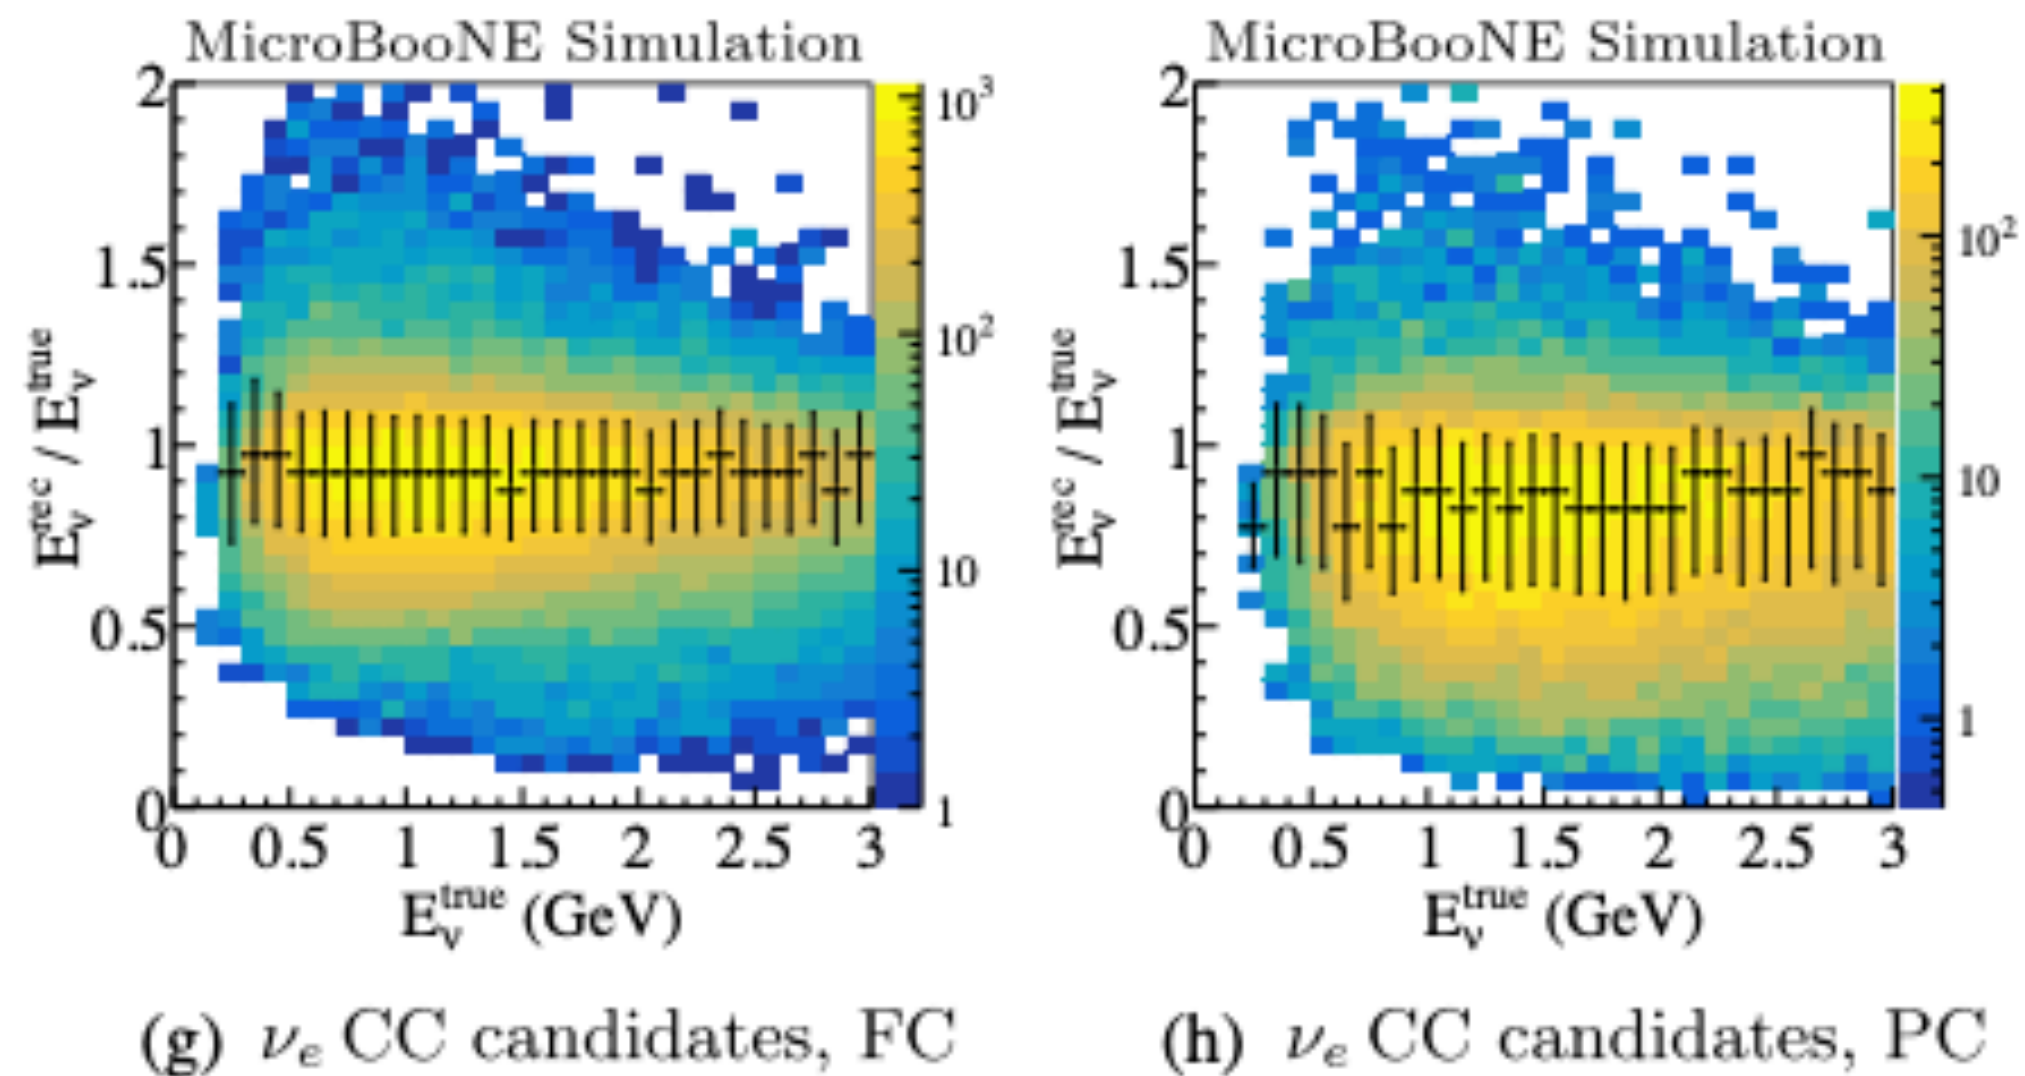 MicroBooNE Simulation
2
1.5
1
0.5
0
E_ν^rec / E_ν^true
0 0.5 1 1.5 2 2.5 3
E_ν^true (GeV)
10³
10²
10
1
(g) ν_e CC candidates, FC
MicroBooNE Simulation
2
1.5
1
0.5
0
E_ν^rec / E_ν^true
0 0.5 1 1.5 2 2.5 3
E_ν^true (GeV)
10²
10
1
(h) ν_e CC candidates, PC